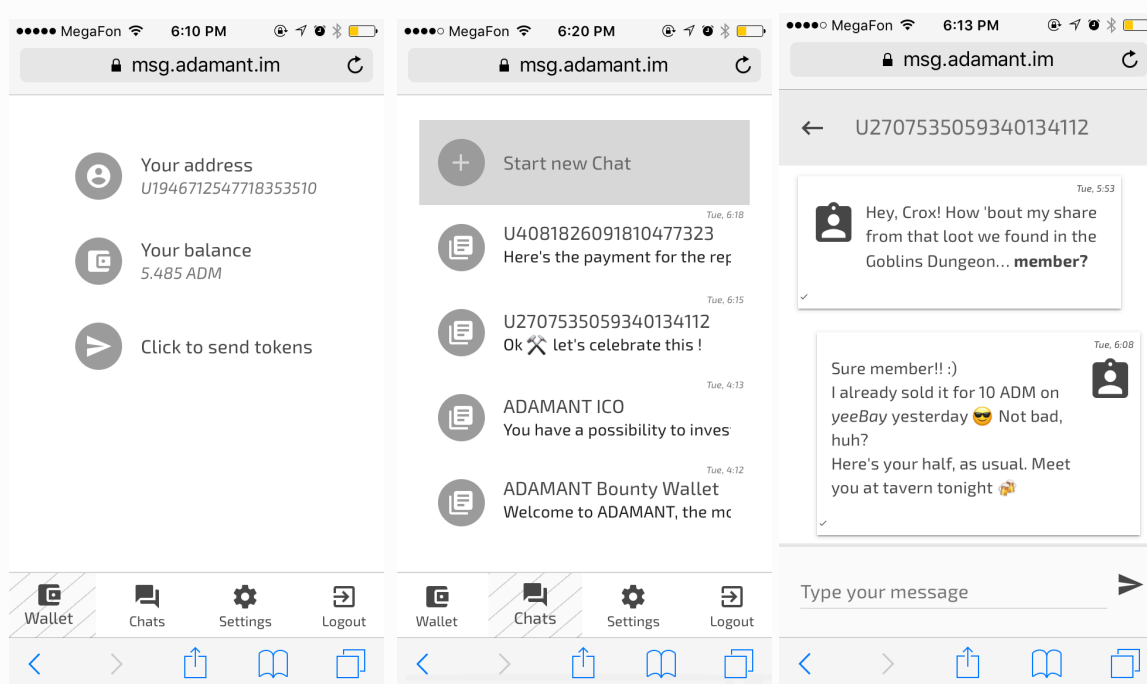 MegaFon 6:10 PM
msg.adamant.im
Your address
U1946712547718353510
Your balance
5.485 ADM
Click to send tokens
Wallet Chats Settings Logout
MegaFon 6:20 PM
msg.adamant.im
Start new Chat
Tue, 6:18
U4081826091810477323
Here's the payment for the rep
Tue, 6:15
U2707535059340134112
Ok ⚒ let's celebrate this !
Tue, 4:13
ADAMANT ICO
You have a possibility to inves
Tue, 4:12
ADAMANT Bounty Wallet
Welcome to ADAMANT, the mo
Wallet Chats Settings Logout
MegaFon 6:13 PM
msg.adamant.im
U2707535059340134112
Tue, 5:53
Hey, Crox! How 'bout my share
from that loot we found in the
Goblins Dungeon... member?
Tue, 6:08
Sure member!! :)
I already sold it for 10 ADM on
yeeBay yesterday 😎 Not bad,
huh?
Here's your half, as usual. Meet
you at tavern tonight 🍻
Type your message